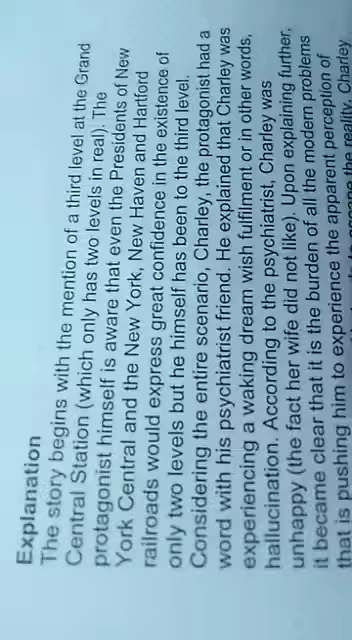 Explanation
The story begins with the mention of a third level at the Grand
Central Station (which only has two levels in real). The
protagonist himself is aware that even the Presidents of New
York Central and the New York, New Haven and Hartford
railroads would express great confidence in the existence of
only two levels but he himself has been to the third level.
Considering the entire scenario, Charley, the protagonist had a
word with his psychiatrist friend. He explained that Charley was
experiencing a waking dream wish fulfilment or in other words,
hallucination. According to the psychiatrist, Charley was
unhappy (the fact her wife did not like). Upon explaining further,
it became clear that it is the burden of all the modern problems
that is pushing him to experience the apparent perception of
escape the reality. Charley